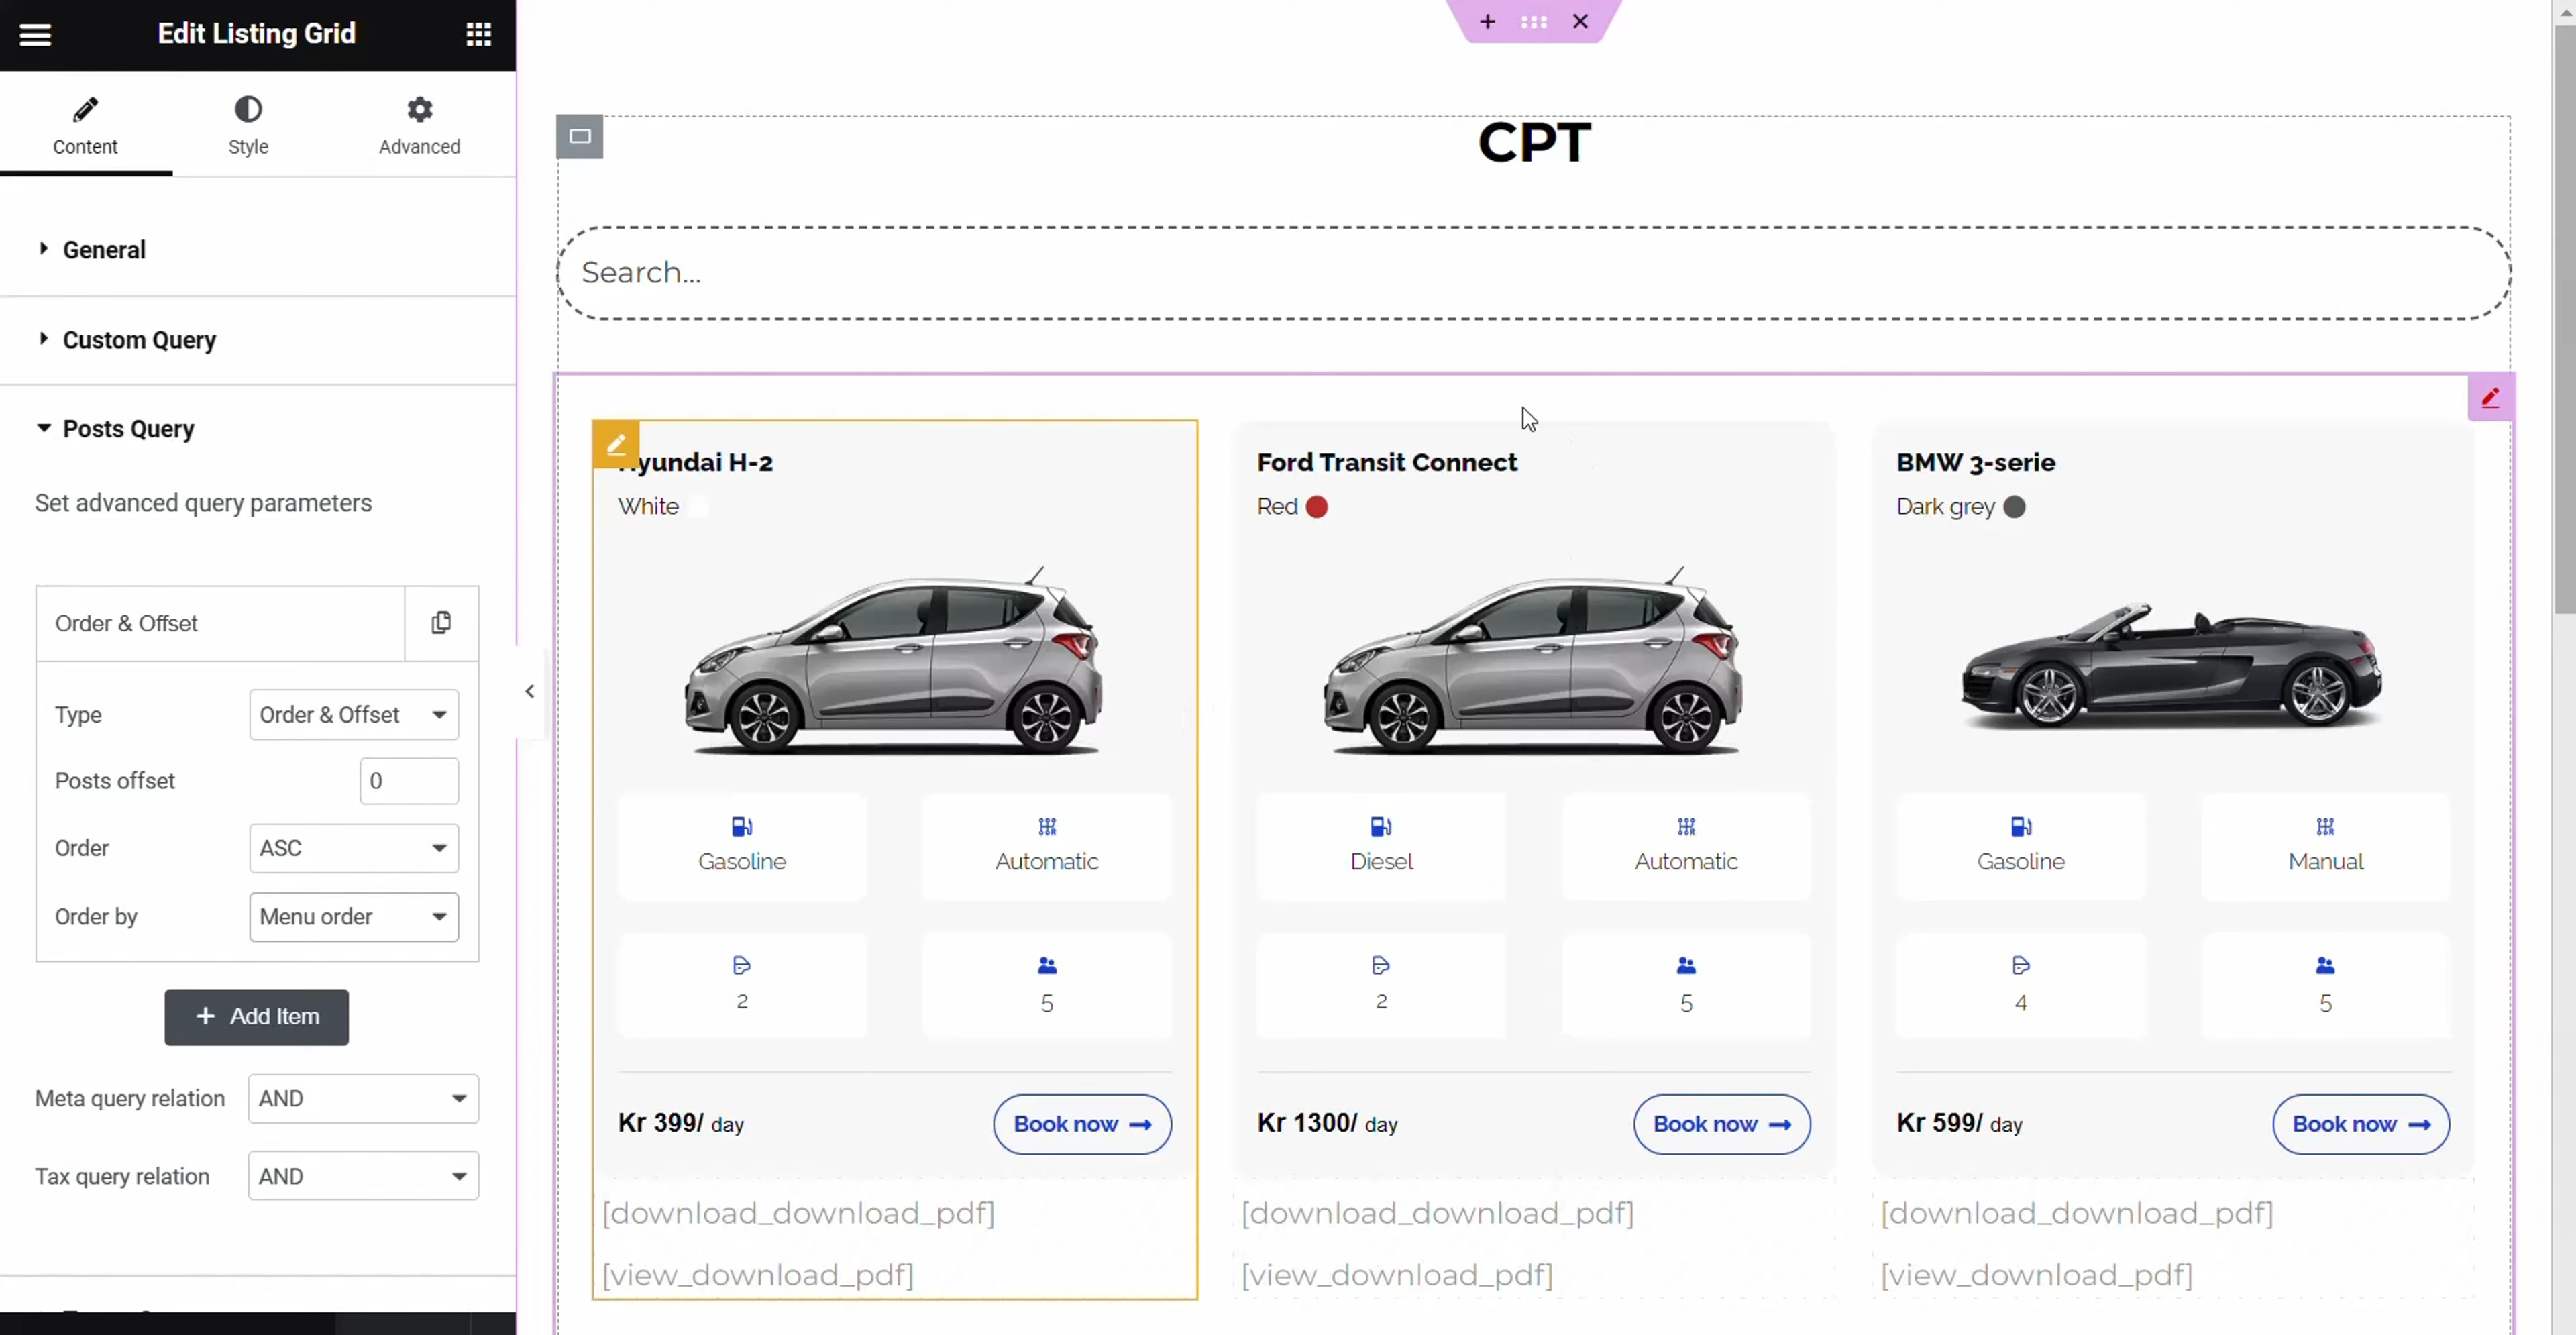 Edit Listing Grid
Content
Style
Advanced
General
Custom Query
Posts Query
Set advanced query parameters
Order & Offset
Type
Order & Offset
Posts offset
0
Order
ASC
Order by
Menu order
+ Add Item
Meta query relation
AND
Tax query relation
AND
CPT
Search...
Hyundai H-2
White
Gasoline
Automatic
2
5
Kr 399/ day
Book now →
[download_download_pdf]
[view_download_pdf]
Ford Transit Connect
Red
Diesel
Automatic
2
5
Kr 1300/ day
Book now →
[download_download_pdf]
[view_download_pdf]
BMW 3-serie
Dark grey
Gasoline
Manual
4
5
Kr 599/ day
Book now →
[download_download_pdf]
[view_download_pdf]